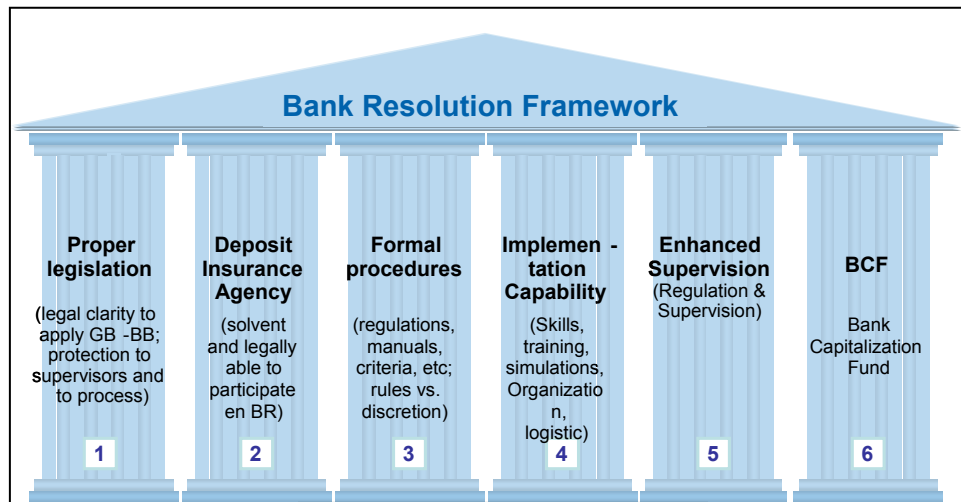 Bank Resolution Framework
Proper
legislation
(legal clarity to
apply GB -BB;
protection to
supervisors and
to process)
1
Deposit
Insurance
Agency
(solvent
and legally
able to
participate
en BR)
2
Formal
procedures
(regulations,
manuals,
criteria, etc;
rules vs.
discretion)
3
Implemen -
tation
Capability
(Skills,
training,
simulations,
Organizatio
n,
logistic)
4
Enhanced
Supervision
(Regulation &
Supervision)
5
BCF
Bank
Capitalization
Fund
6